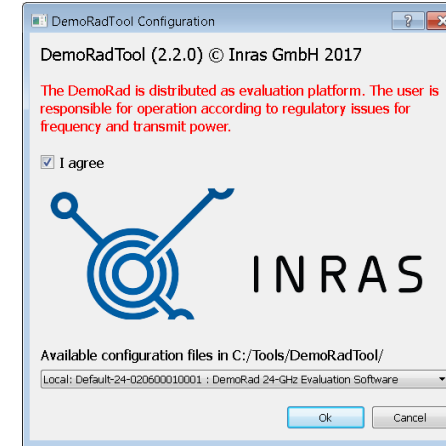 DemoRadTool Configuration
DemoRadTool (2.2.0) © Inras GmbH 2017
The DemoRad is distributed as evaluation platform. The user is
responsible for operation according to regulatory issues for
frequency and transmit power.
I agree
INRAS
Available configuration files in C:/Tools/DemoRadTool/
Local: Default-24-020600010001 : DemoRad 24-GHz Evaluation Software
Ok Cancel